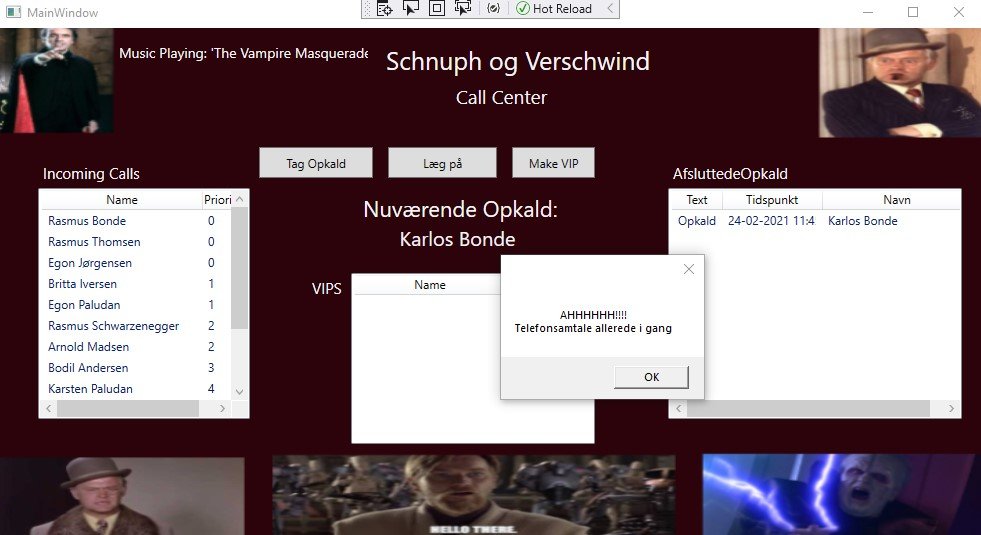 MainWindow
Hot Reload
Music Playing: 'The Vampire Masquerade
Schnuph og Verschwind
Call Center
Tag Opkald
Læg på
Make VIP
Incoming Calls
Name Priori
Rasmus Bonde 0
Rasmus Thomsen 0
Egon Jørgensen 0
Britta Iversen 1
Egon Paludan 1
Rasmus Schwarzenegger 2
Arnold Madsen 2
Bodil Andersen 3
Karsten Paludan 4
Nuværende Opkald:
Karlos Bonde
VIPS
Name
AfsluttedeOpkald
Text Tidspunkt Navn
Opkald 24-02-2021 11:4 Karlos Bonde
AHHHHHH!!!!
Telefonsamtale allerede i gang
OK
HELLO THERE.